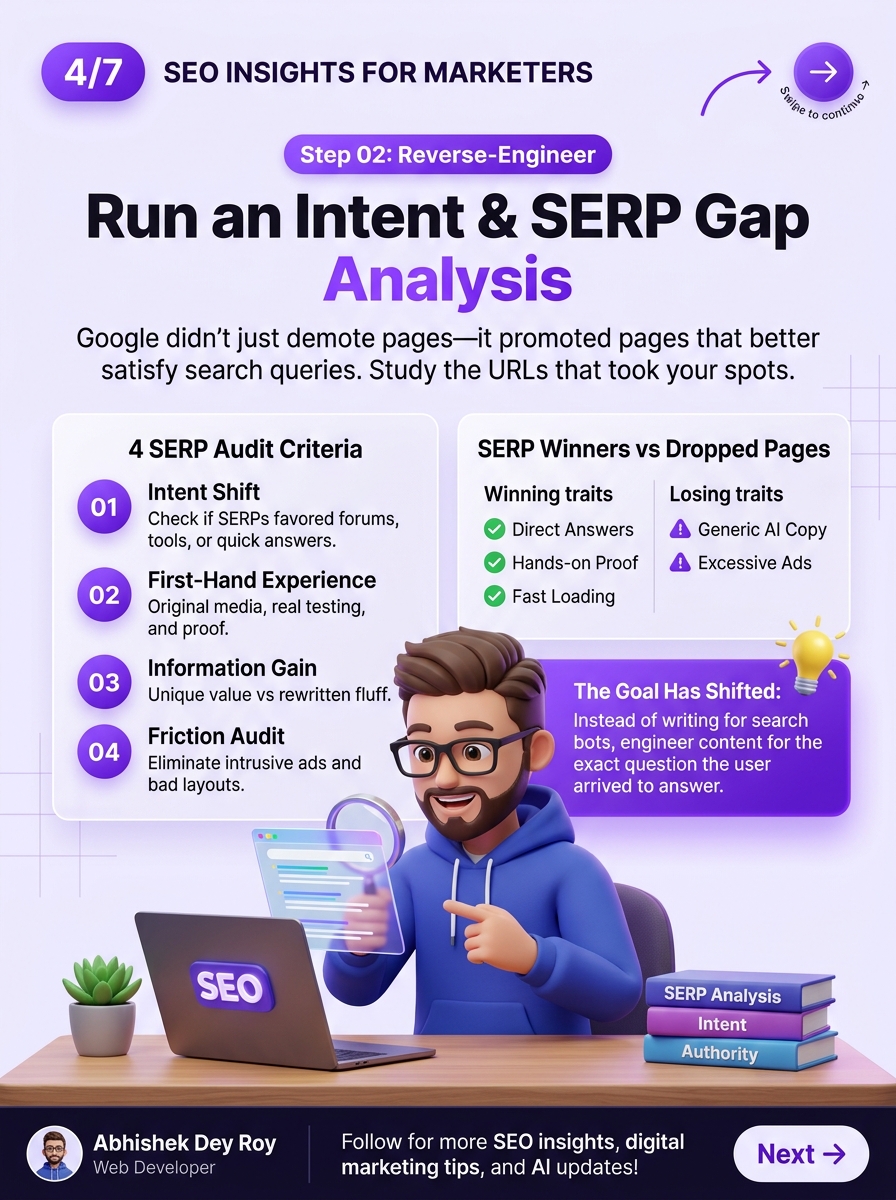 4/7
SEO INSIGHTS FOR MARKETERS
Swipe to continue
Step 02: Reverse-Engineer
Run an Intent & SERP Gap
Analysis
Google didn’t just demote pages—it promoted pages that better
satisfy search queries. Study the URLs that took your spots.
4 SERP Audit Criteria
01
Intent Shift
Check if SERPs favored forums,
tools, or quick answers.
02
First-Hand Experience
Original media, real testing,
and proof.
03
Information Gain
Unique value vs rewritten fluff.
04
Friction Audit
Eliminate intrusive ads and
bad layouts.
SERP Winners vs Dropped Pages
Winning traits
Direct Answers
Hands-on Proof
Fast Loading
Losing traits
Generic AI Copy
Excessive Ads
The Goal Has Shifted:
Instead of writing for search
bots, engineer content for the
exact question the user
arrived to answer.
SEO
SERP Analysis
Intent
Authority
Abhishek Dey Roy
Web Developer
Follow for more SEO insights, digital
marketing tips, and AI updates!
Next →